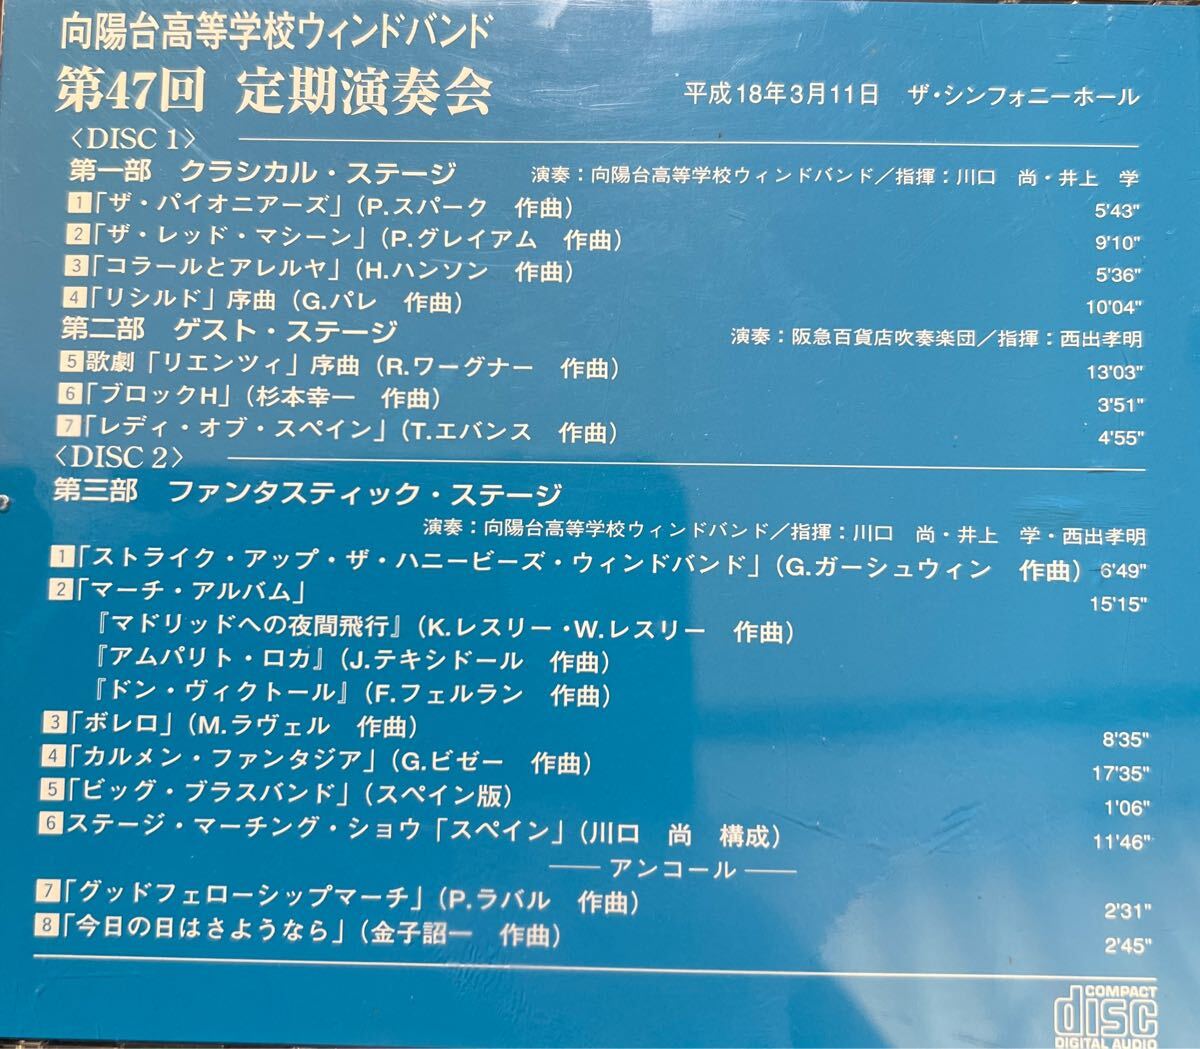 向陽台高等学校ウィンドバンド
第47回 定期演奏会 平成18年3月11日 ザ・シンフォニーホール
〈DISC 1〉
第一部 クラシカル・ステージ 演奏：向陽台高等学校ウィンドバンド／指揮：川口 尚・井上 学
1「ザ・パイオニアーズ」（P.スパーク 作曲） 5'43"
2「ザ・レッド・マシーン」（P.グレイアム 作曲） 9'10"
3「コラールとアレルヤ」（H.ハンソン 作曲） 5'36"
4「リシルド」序曲（G.パレ 作曲） 10'04"
第二部 ゲスト・ステージ 演奏：阪急百貨店吹奏楽団／指揮：西出孝明
5歌劇「リエンツィ」序曲（R.ワーグナー 作曲） 13'03"
6「ブロックH」（杉本幸一 作曲） 3'51"
7「レディ・オブ・スペイン」（T.エバンス 作曲） 4'55"
〈DISC 2〉
第三部 ファンタスティック・ステージ
演奏：向陽台高等学校ウィンドバンド／指揮：川口 尚・井上 学・西出孝明
1「ストライク・アップ・ザ・ハニービーズ・ウィンドバンド」（G.ガーシュウィン 作曲） 6'49"
2「マーチ・アルバム」 15'15"
『マドリッドへの夜間飛行』（K.レスリー・W.レスリー 作曲）
『アムパリト・ロカ』（J.テキシドール 作曲）
『ドン・ヴィクトール』（F.フェルラン 作曲）
3「ボレロ」（M.ラヴェル 作曲） 8'35"
4「カルメン・ファンタジア」（G.ビゼー 作曲） 17'35"
5「ビッグ・ブラスバンド」（スペイン版） 1'06"
6ステージ・マーチング・ショウ「スペイン」（川口 尚 構成） 11'46"
アンコール
7「グッドフェローシップマーチ」（P.ラバル 作曲） 2'31"
8「今日の日はさようなら」（金子詔一 作曲） 2'45"
COMPACT
disc
DIGITAL AUDIO